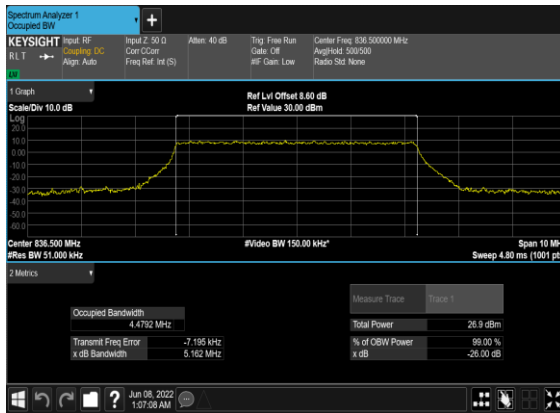 Spectrum Analyzer 1
Occupied BW
KEYSIGHT
Input: RF
Input Z: 50 Ω
Atten: 40 dB
Trig: Free Run
Center Freq: 836.500000 MHz
RLT
Coupling: DC
Corr CCorr
Gate: Off
Avg|Hold: 500/500
Align: Auto
Freq Ref: Int (S)
#IF Gain: Low
Radio Std: None
1 Graph
Scale/Div 10.0 dB
Ref Lvl Offset 8.60 dB
Ref Value 30.00 dBm
Log
20.0
10.0
0.00
-10.0
-20.0
-30.0
-40.0
-50.0
-60.0
Center 836.500 MHz
#Video BW 150.00 kHz*
Span 10 MH
#Res BW 51.000 kHz
Sweep 4.80 ms (1001 pt
2 Metrics
Measure Trace
Trace 1
Occupied Bandwidth
4.4792 MHz
Total Power
26.9 dBm
Transmit Freq Error
-7.195 kHz
% of OBW Power
99.00 %
x dB Bandwidth
5.162 MHz
x dB
-26.00 dB
?
Jun 08, 2022
1:07:08 AM